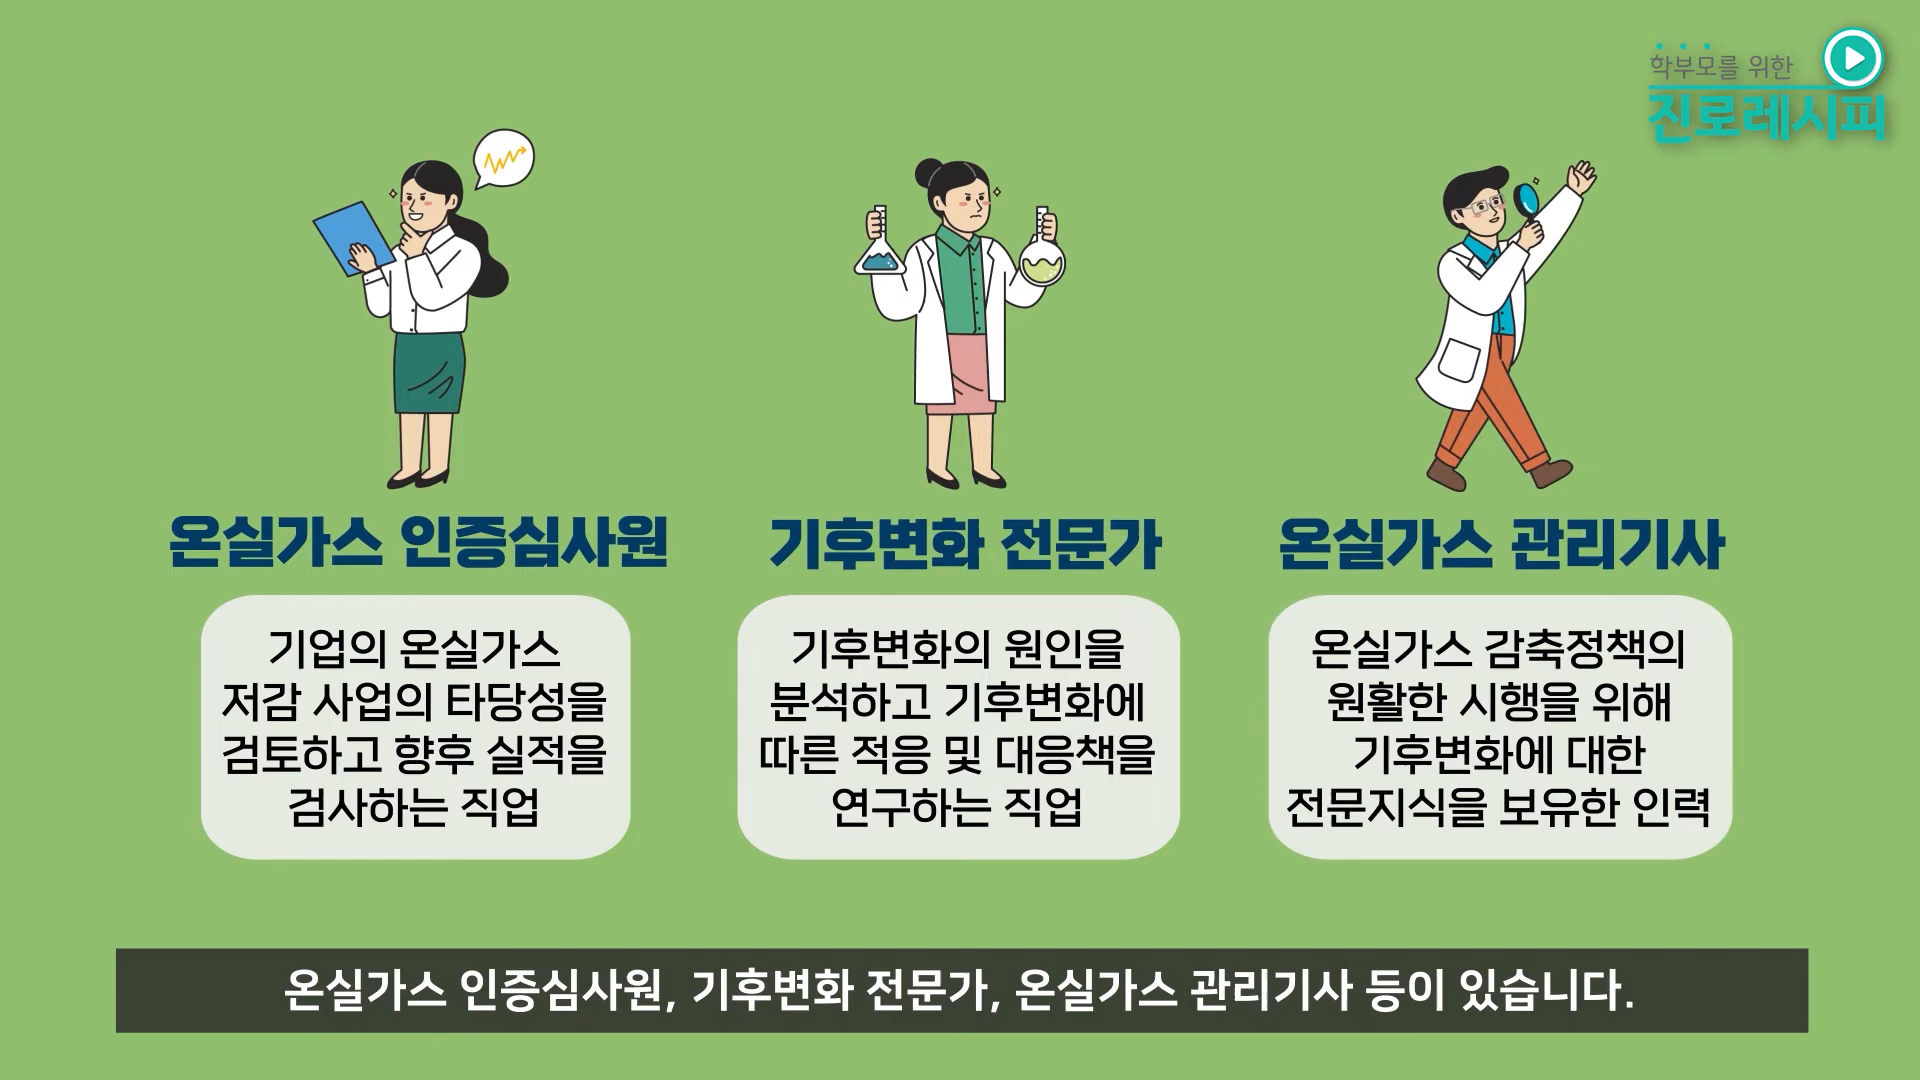 학부모를 위한
진로레시피
온실가스 인증심사원
기업의 온실가스
저감 사업의 타당성을
검토하고 향후 실적을
검사하는 직업
기후변화 전문가
기후변화의 원인을
분석하고 기후변화에
따른 적응 및 대응책을
연구하는 직업
온실가스 관리기사
온실가스 감축정책의
원활한 시행을 위해
기후변화에 대한
전문지식을 보유한 인력
온실가스 인증심사원, 기후변화 전문가, 온실가스 관리기사 등이 있습니다.